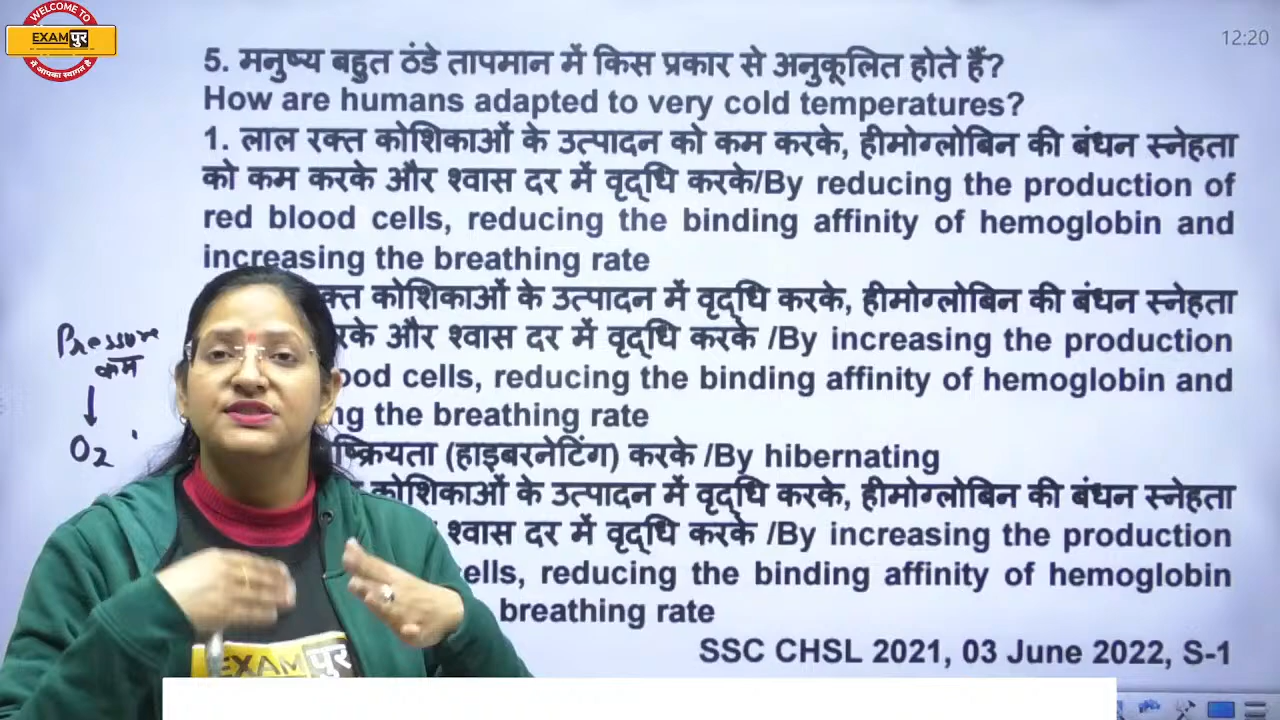 WELCOME TO
EXAMपुर
में आपका स्वागत है
12:20
5. मनुष्य बहुत ठंडे तापमान में किस प्रकार से अनुकूलित होते हैं?
How are humans adapted to very cold temperatures?
1. लाल रक्त कोशिकाओं के उत्पादन को कम करके, हीमोग्लोबिन की बंधन स्नेहता
को कम करके और श्वास दर में वृद्धि करके/By reducing the production of
red blood cells, reducing the binding affinity of hemoglobin and
increasing the breathing rate
क्त कोशिकाओं के उत्पादन में वृद्धि करके, हीमोग्लोबिन की बंधन स्नेहता
रके और श्वास दर में वृद्धि करके /By increasing the production
ood cells, reducing the binding affinity of hemoglobin and
ng the breathing rate
ष्क्रियता (हाइबरनेटिंग) करके /By hibernating
कोशिकाओं के उत्पादन में वृद्धि करके, हीमोग्लोबिन की बंधन स्नेहता
श्वास दर में वृद्धि करके /By increasing the production
ells, reducing the binding affinity of hemoglobin
breathing rate
SSC CHSL 2021, 03 June 2022, S-1
Pressure
कम
O2
EXAMपुर